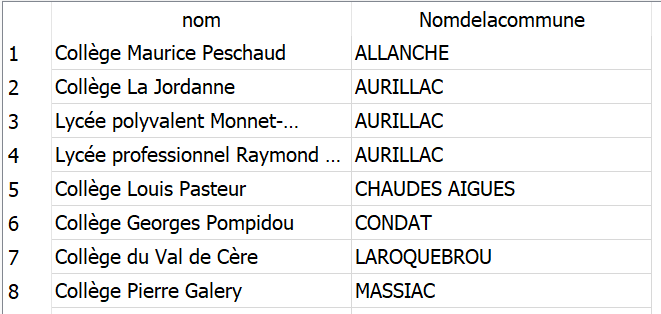 nom Nomdelacommune
1 Collège Maurice Peschaud ALLANCHE
2 Collège La Jordanne AURILLAC
3 Lycée polyvalent Monnet-... AURILLAC
4 Lycée professionnel Raymond ... AURILLAC
5 Collège Louis Pasteur CHAUDES AIGUES
6 Collège Georges Pompidou CONDAT
7 Collège du Val de Cère LAROQUEBROU
8 Collège Pierre Galery MASSIAC